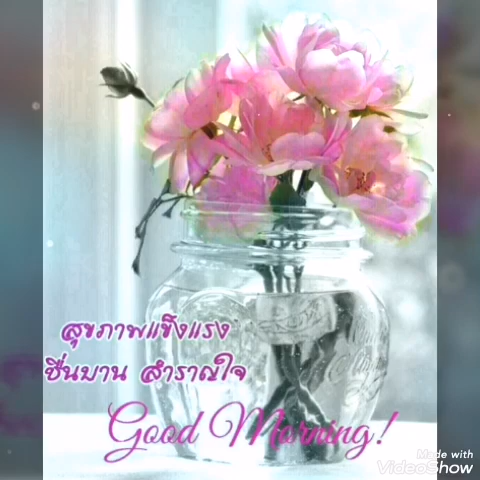 สุขภาพแข็งแรง
ชื่นบาน สำราญใจ
Good Morning!
Made with
VideoShow